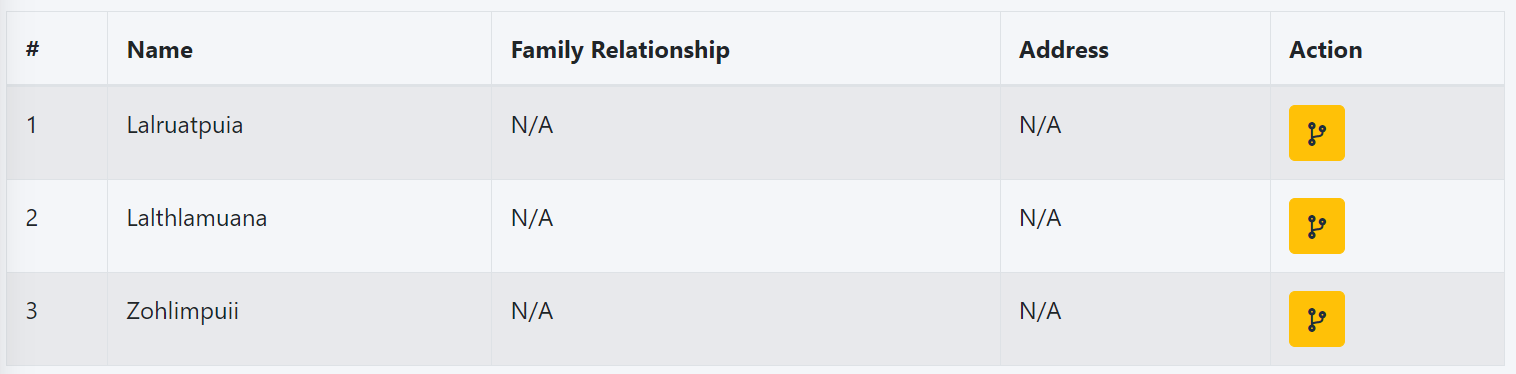 # Name Family Relationship Address Action
1 Lalruatpuia N/A N/A
2 Lalthlamuana N/A N/A
3 Zohlimpuii N/A N/A